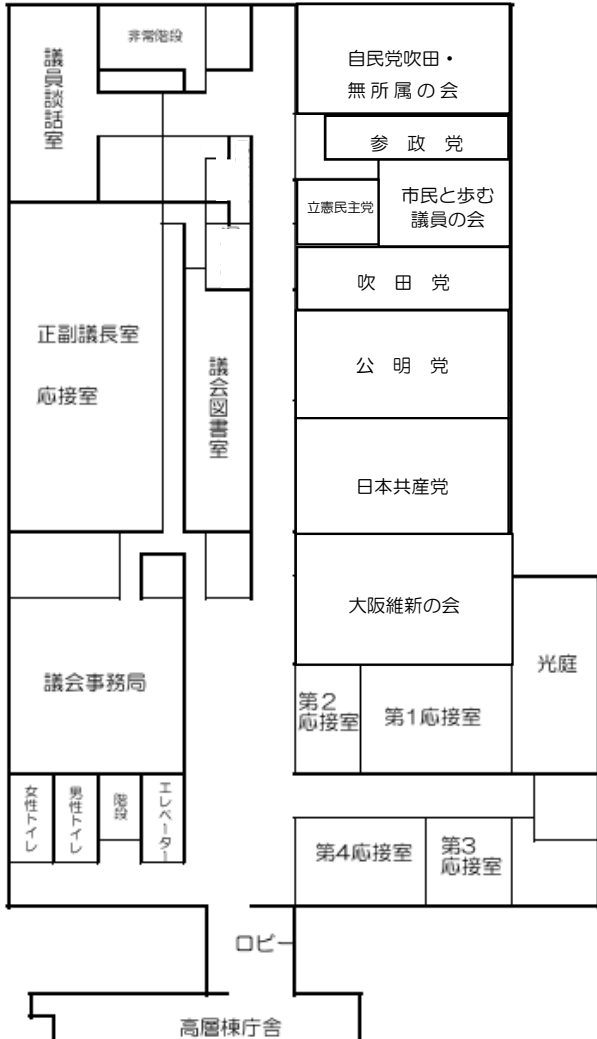 非常階段
議員談話室
自民党吹田・
無所属の会
参政党
立憲民主党
市民と歩む
議員の会
吹田党
正副議長室
応接室
議会図書室
公明党
日本共産党
大阪維新の会
光庭
議会事務局
第2
応接室
第1応接室
女性トイレ
男性トイレ
階段
エレベーター
第4応接室
第3
応接室
ロビー
高層棟庁舎